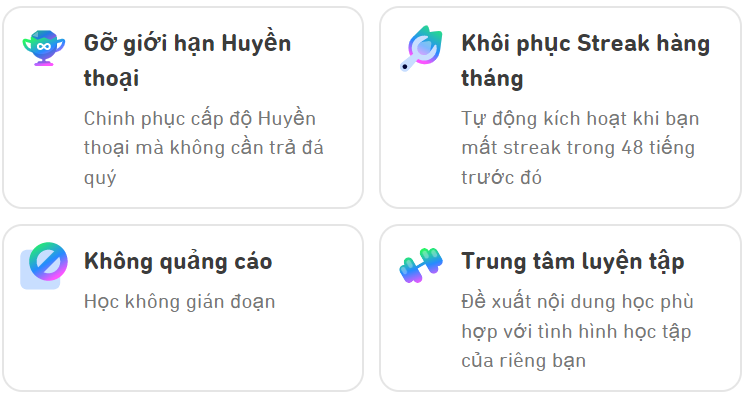 Gỡ giới hạn Huyền
thoại
Chinh phục cấp độ Huyền
thoại mà không cần trả đá
quý
Khôi phục Streak hàng
tháng
Tự động kích hoạt khi bạn
mất streak trong 48 tiếng
trước đó
Không quảng cáo
Học không gián đoạn
Trung tâm luyện tập
Đề xuất nội dung học phù
hợp với tình hình học tập
của riêng bạn